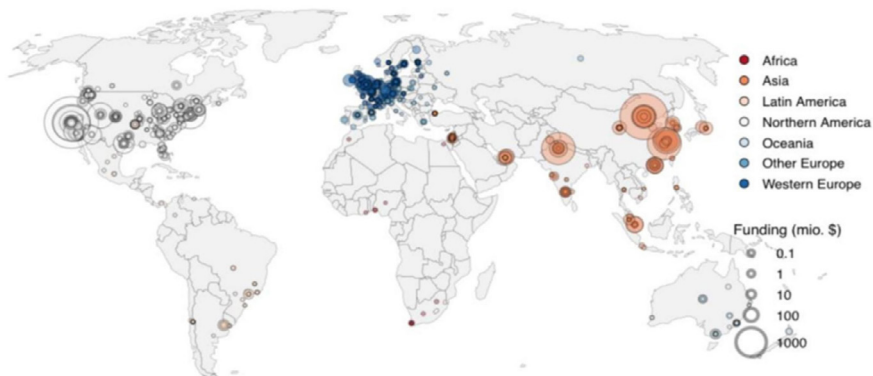 Africa
Asia
Latin America
Northern America
Oceania
Other Europe
Western Europe
Funding (mio. $)
0.1
1
10
100
1000